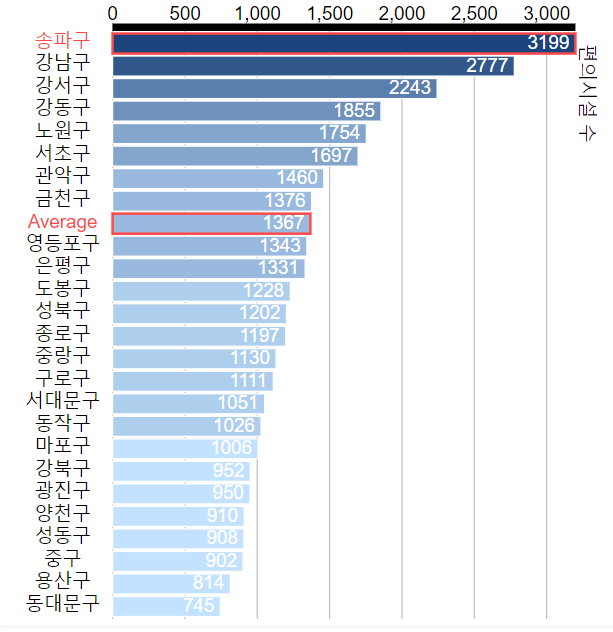 0 500 1,000 1,500 2,000 2,500 3,000
편의시설 수
송파구 3199
강남구 2777
강서구 2243
강동구 1855
노원구 1754
서초구 1697
관악구 1460
금천구 1376
Average 1367
영등포구 1343
은평구 1331
도봉구 1228
성북구 1202
종로구 1197
중랑구 1130
구로구 1111
서대문구 1051
동작구 1026
마포구 1006
강북구 952
광진구 950
양천구 910
성동구 908
중구 902
용산구 814
동대문구 745